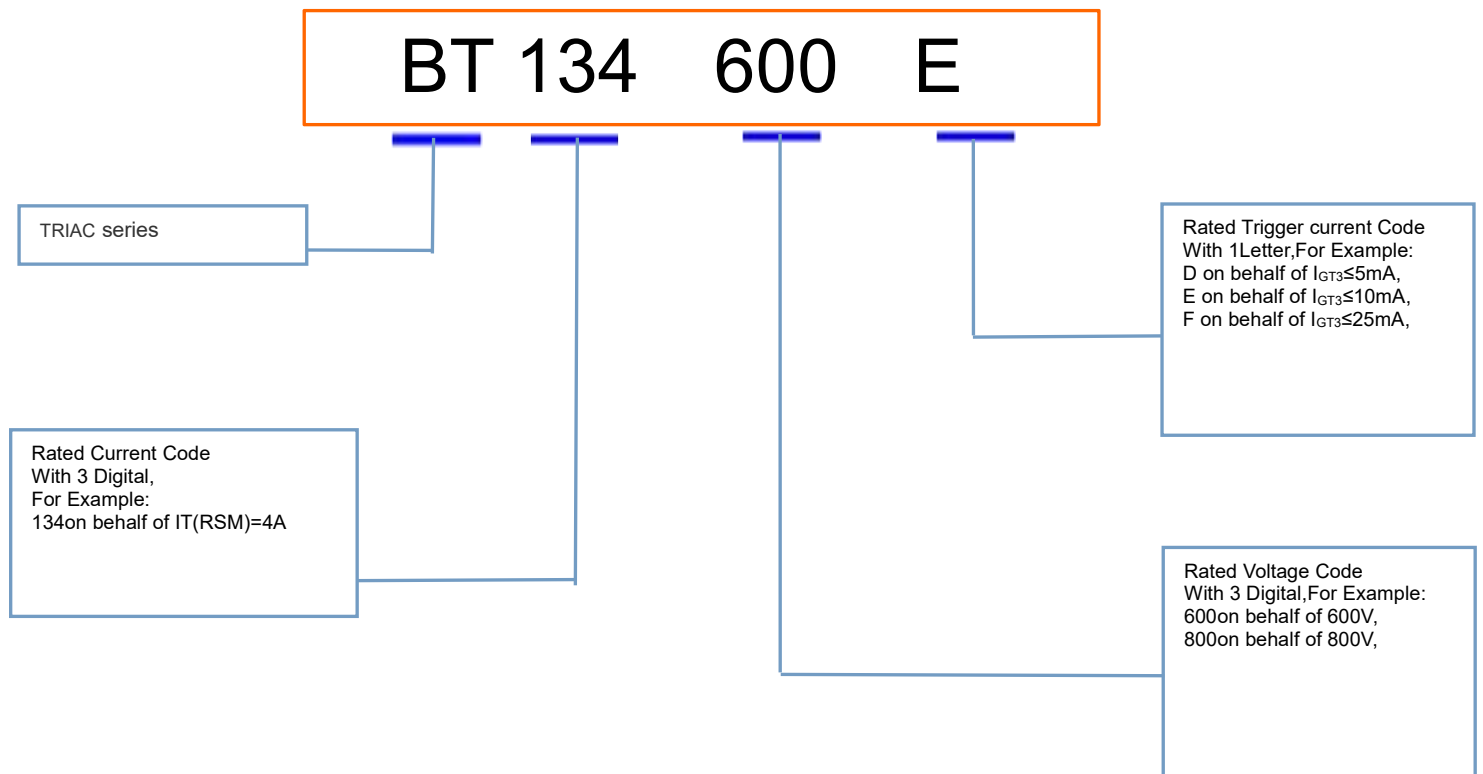 BT 134 600 E
TRIAC series
Rated Trigger current Code
With 1Letter,For Example:
D on behalf of IGT3≤5mA,
E on behalf of IGT3≤10mA,
F on behalf of IGT3≤25mA,
Rated Current Code
With 3 Digital,
For Example:
134on behalf of IT(RSM)=4A
Rated Voltage Code
With 3 Digital,For Example:
600on behalf of 600V,
800on behalf of 800V,